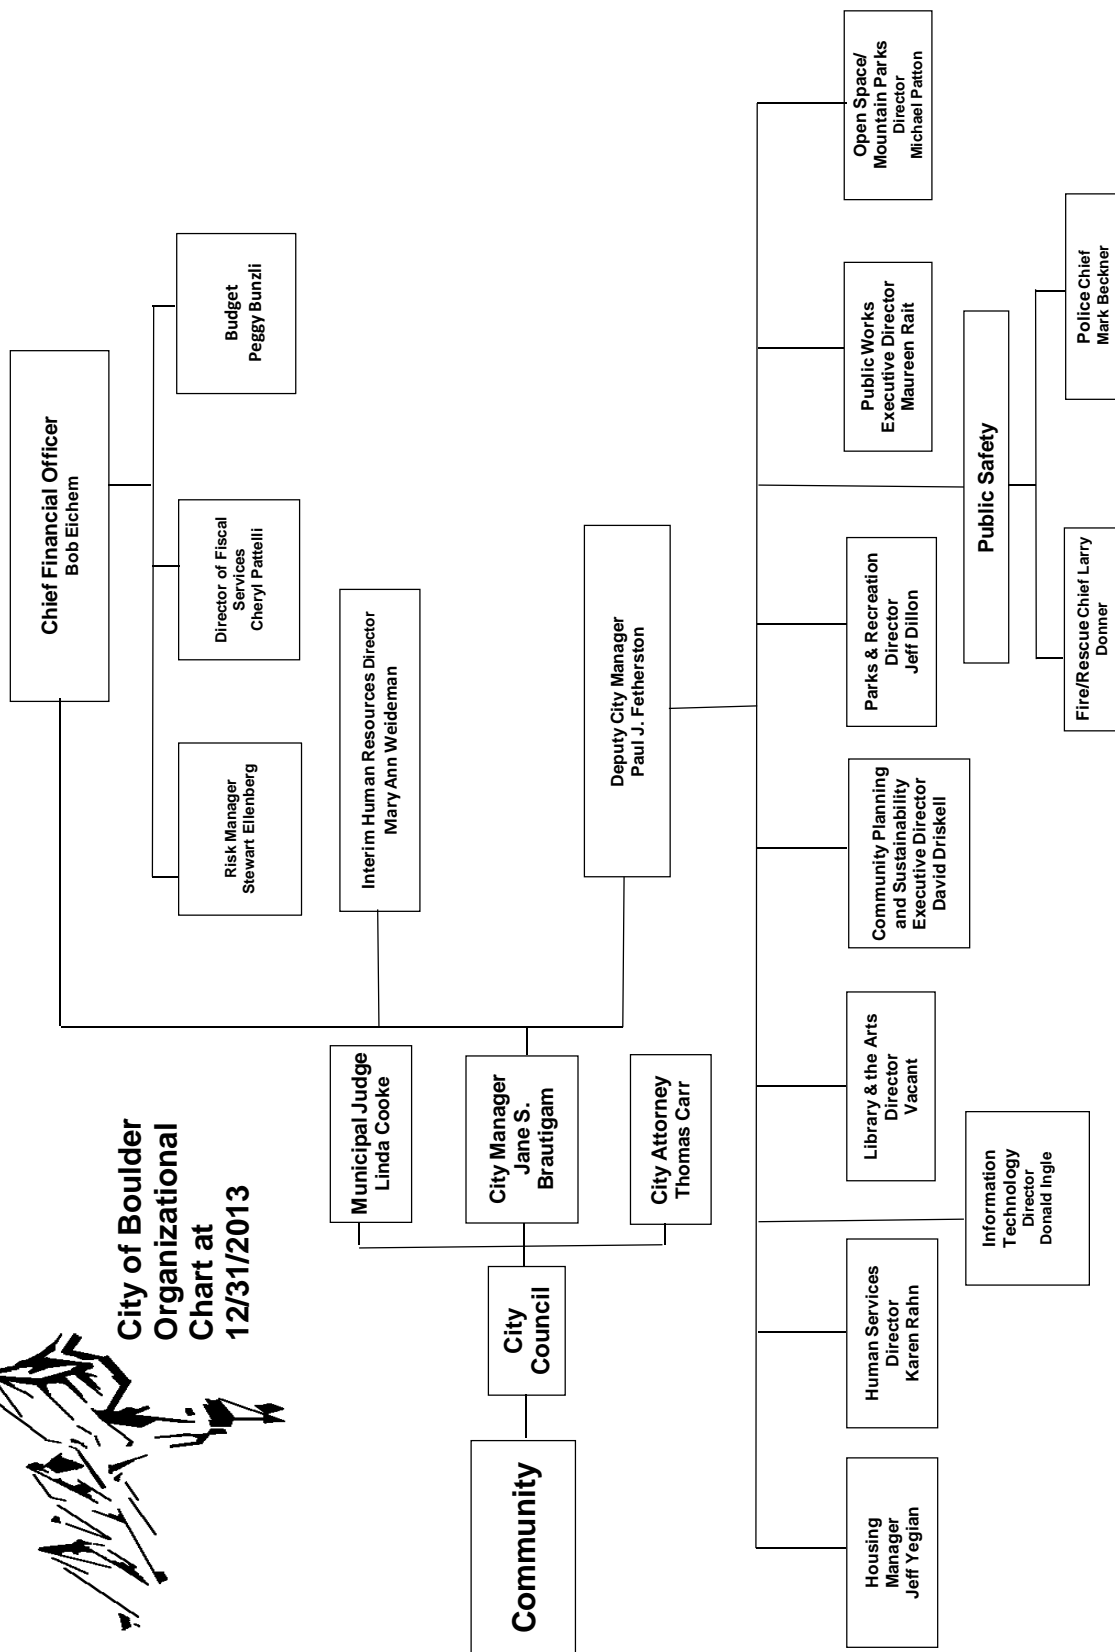 City of Boulder
Organizational
Chart at
12/31/2013
Community
City
Council
Municipal Judge
Linda Cooke
City Manager
Jane S.
Brautigam
City Attorney
Thomas Carr
Chief Financial Officer
Bob Eichem
Risk Manager
Stewart Ellenberg
Director of Fiscal
Services
Cheryl Pattelli
Budget
Peggy Bunzli
Interim Human Resources Director
Mary Ann Weideman
Deputy City Manager
Paul J. Fetherston
Housing
Manager
Jeff Yegian
Human Services
Director
Karen Rahn
Information
Technology
Director
Donald Ingle
Library & the Arts
Director
Vacant
Community Planning
and Sustainability
Executive Director
David Driskell
Parks & Recreation
Director
Jeff Dillon
Public Safety
Fire/Rescue Chief Larry
Donner
Police Chief
Mark Beckner
Public Works
Executive Director
Maureen Rait
Open Space/
Mountain Parks
Director
Michael Patton